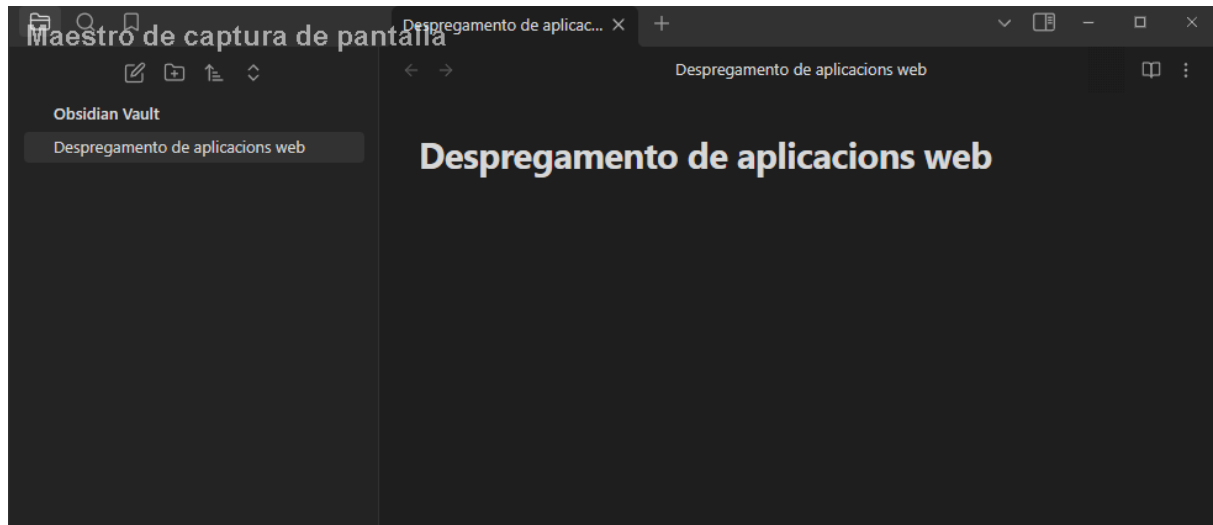 Maestro de captura de pantalla
Despregamento de aplicac...
Despregamento de aplicacions web
Obsidian Vault
Despregamento de aplicacions web
Despregamento de aplicacions web